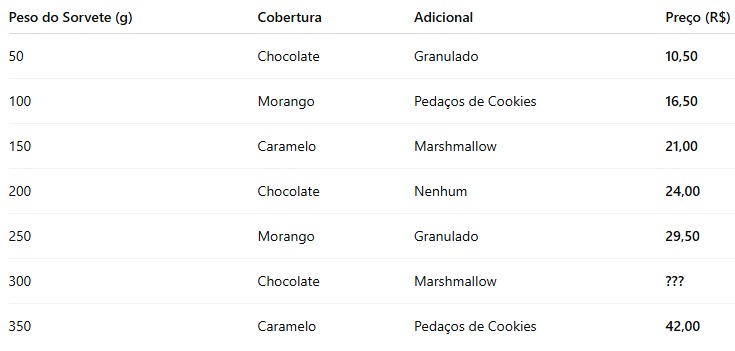 Peso do Sorvete (g) Cobertura Adicional Preço (R$)
50 Chocolate Granulado 10,50
100 Morango Pedaços de Cookies 16,50
150 Caramelo Marshmallow 21,00
200 Chocolate Nenhum 24,00
250 Morango Granulado 29,50
300 Chocolate Marshmallow ???
350 Caramelo Pedaços de Cookies 42,00